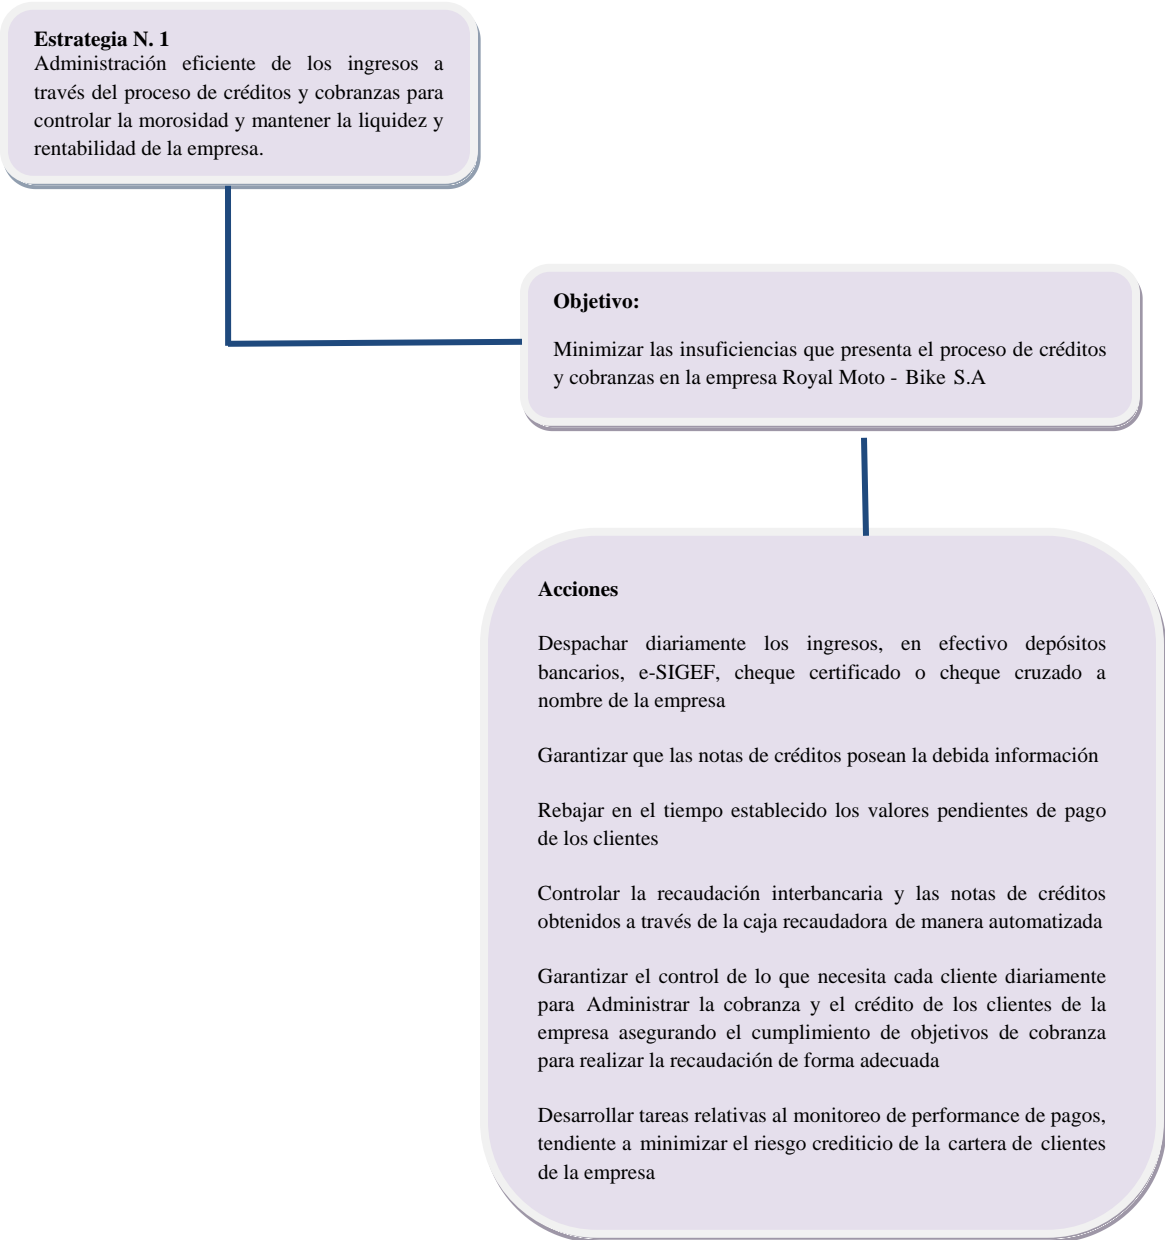 Estrategia N. 1
Administración eficiente de los ingresos a
través del proceso de créditos y cobranzas para
controlar la morosidad y mantener la liquidez y
rentabilidad de la empresa.
Objetivo:
Minimizar las insuficiencias que presenta el proceso de créditos
y cobranzas en la empresa Royal Moto - Bike S.A
Acciones
Despachar diariamente los ingresos, en efectivo depósitos
bancarios, e-SIGEF, cheque certificado o cheque cruzado a
nombre de la empresa
Garantizar que las notas de créditos posean la debida información
Rebajar en el tiempo establecido los valores pendientes de pago
de los clientes
Controlar la recaudación interbancaria y las notas de créditos
obtenidos a través de la caja recaudadora de manera automatizada
Garantizar el control de lo que necesita cada cliente diariamente
para Administrar la cobranza y el crédito de los clientes de la
empresa asegurando el cumplimiento de objetivos de cobranza
para realizar la recaudación de forma adecuada
Desarrollar tareas relativas al monitoreo de performance de pagos,
tendiente a minimizar el riesgo crediticio de la cartera de clientes
de la empresa